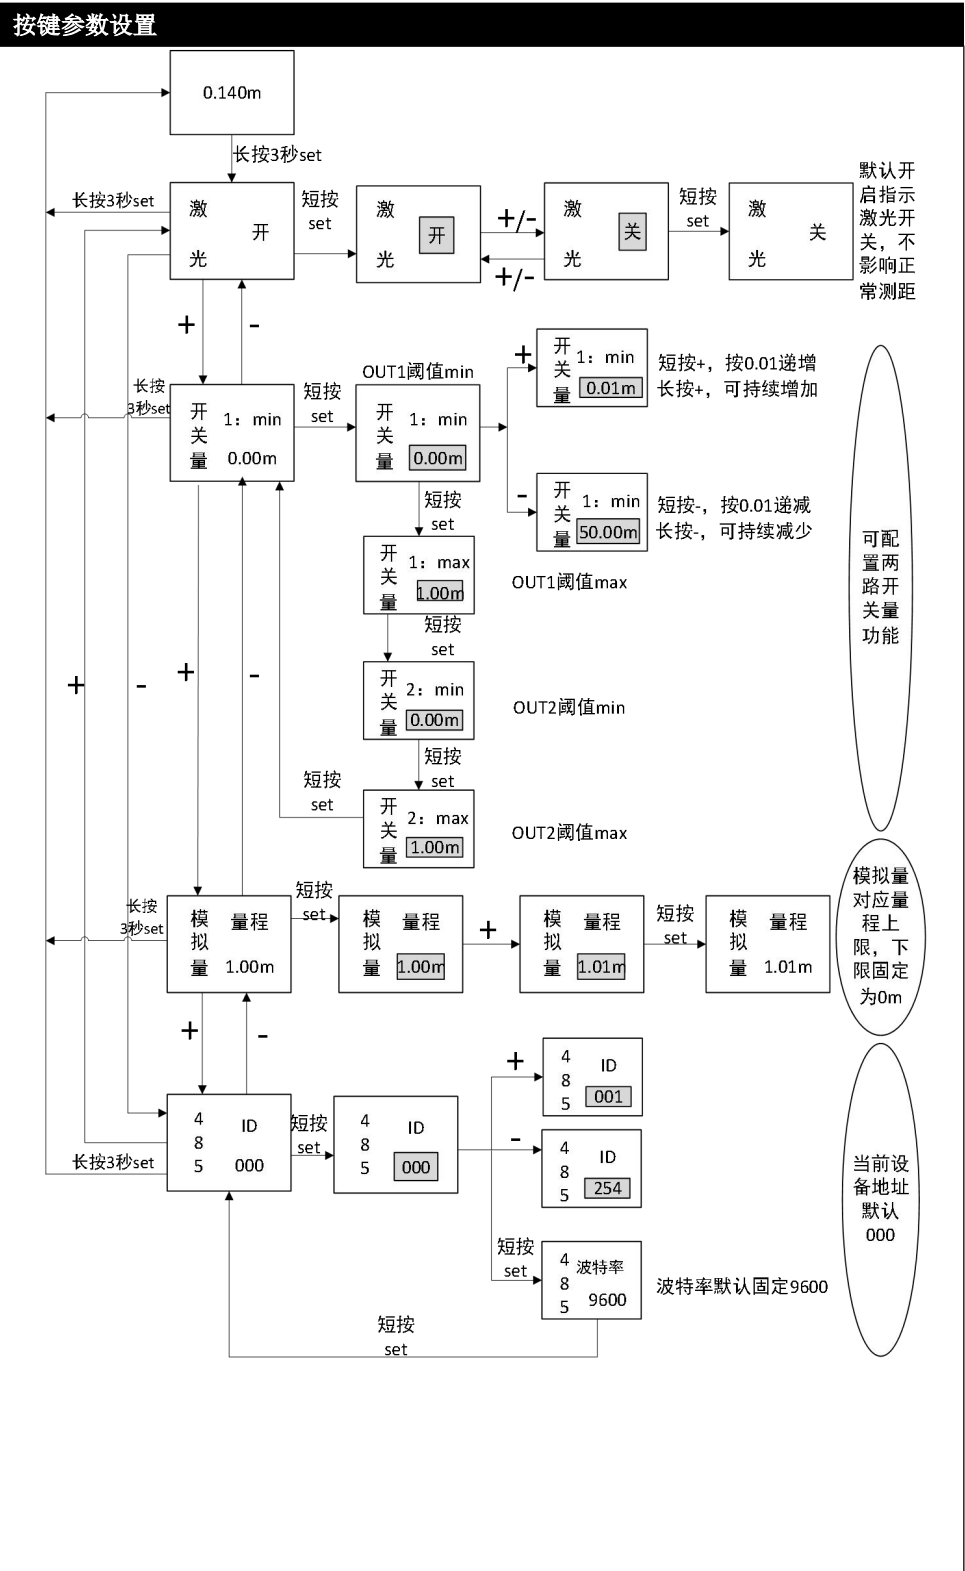 按键参数设置
0.140m
长按3秒set
长按3秒set
激
光
开
短按
set
激
光
开
+/-
+/-
激
光
关
短按
set
激
光
关
默认开
启指示
激光开
关，不
影响正
常测距
+
-
长按
3秒set
开
关
量
1：min
0.00m
短按
set
OUT1阈值min
开
关
量
1：min
0.00m
+
开
关
量
1：min
0.01m
短按+，按0.01递增
长按+，可持续增加
-
开
关
量
1：min
50.00m
短按-，按0.01递减
长按-，可持续减少
短按
set
开
关
量
1：max
1.00m
OUT1阈值max
短按
set
开
关
量
2：min
0.00m
OUT2阈值min
短按
set
短按
set
开
关
量
2：max
1.00m
OUT2阈值max
可配
置两
路开
关量
功能
+
-
+
-
长按
3秒set
模
拟
量
量程
1.00m
短按
set
模
拟
量
量程
1.00m
+
模
拟
量
量程
1.01m
短按
set
模
拟
量
量程
1.01m
模拟量
对应量
程上
限，下
限固定
为0m
+
-
长按3秒set
4
8
5
ID
000
短按
set
4
8
5
ID
000
+
4
8
5
ID
001
-
4
8
5
ID
254
短按
set
4
8
5
波特率
9600
波特率默认固定9600
短按
set
当前设
备地址
默认
000